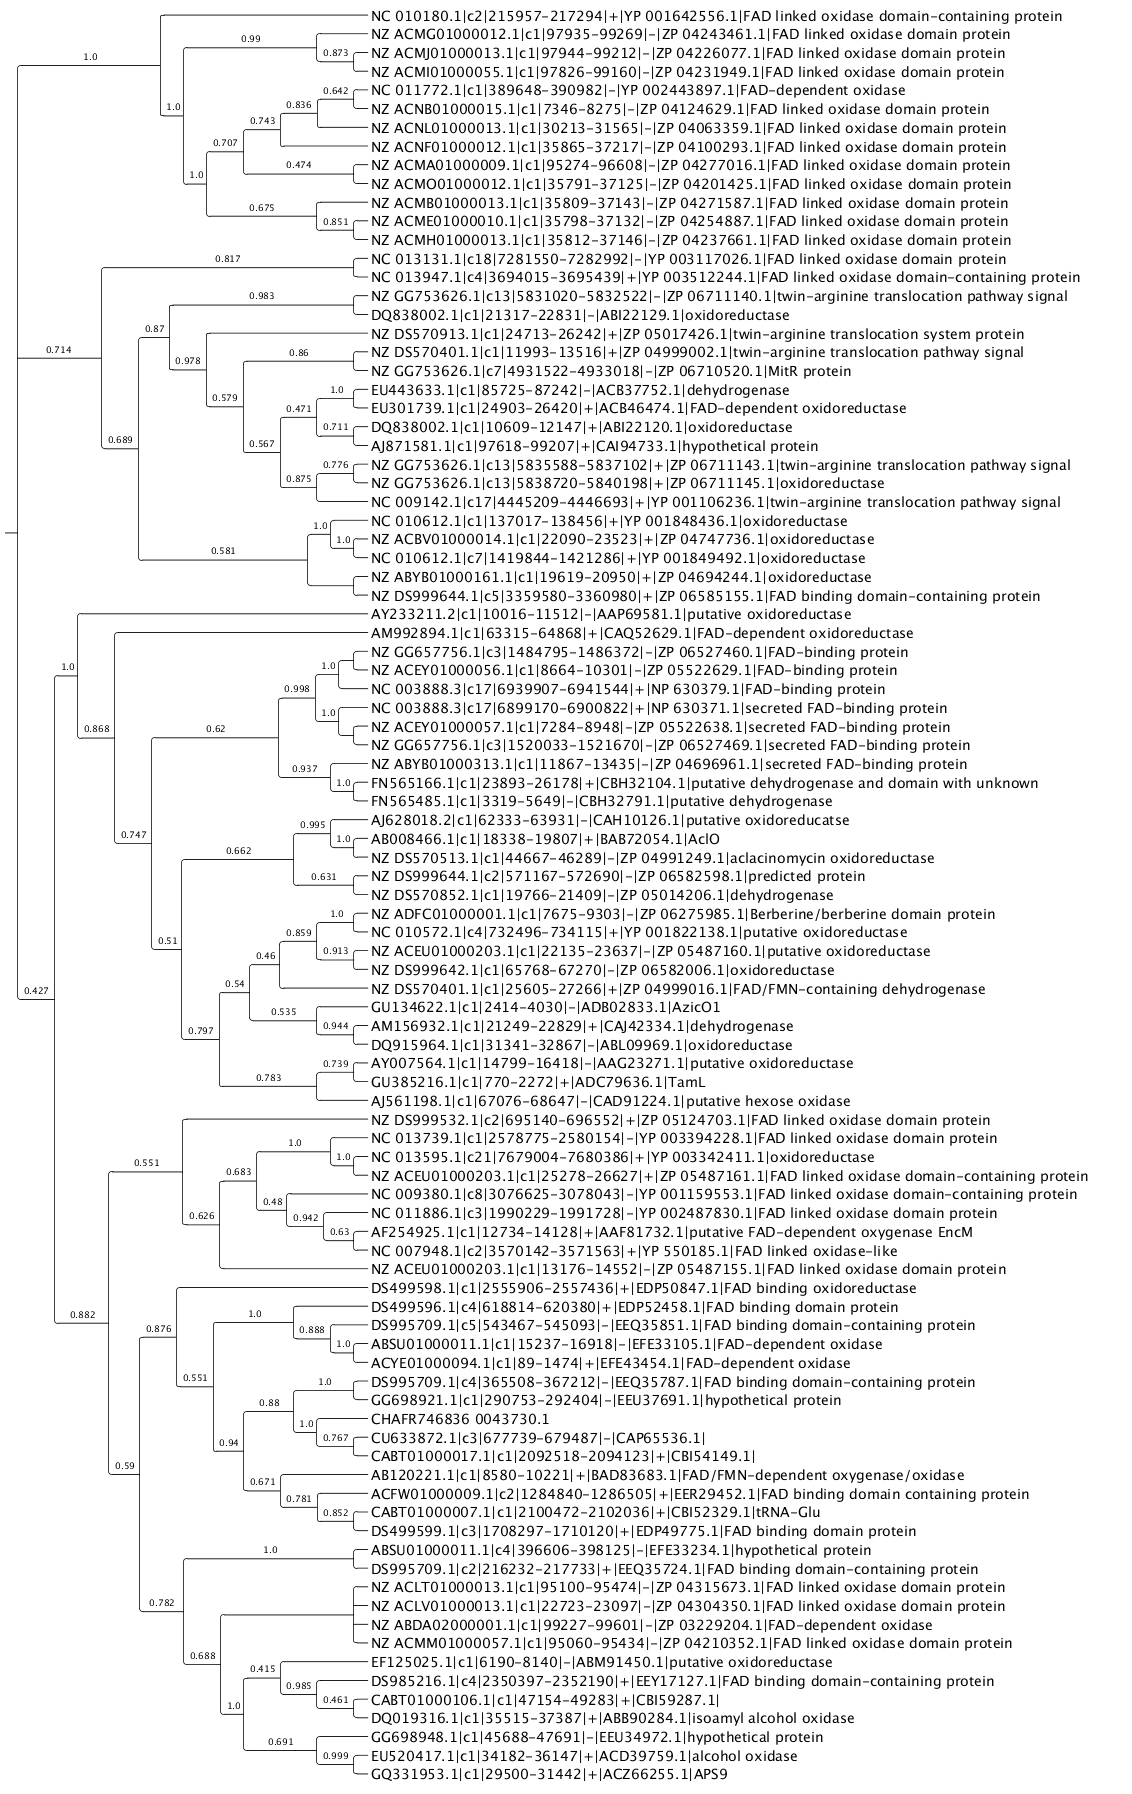 NC 010180.1|c2|215957-217294|+|YP 001642556.1|FAD linked oxidase domain-containing protein
NZ ACMG01000012.1|c1|97935-99269|-|ZP 04243461.1|FAD linked oxidase domain protein
0.99
NZ ACMJ01000013.1|c1|97944-99212|-|ZP 04226077.1|FAD linked oxidase domain protein
0.873
1.0
NZ ACMI01000055.1|c1|97826-99160|-|ZP 04231949.1|FAD linked oxidase domain protein
NC 011772.1|c1|389648-390982|-|YP 002443897.1|FAD-dependent oxidase
0.642
1.0
NZ ACNB01000015.1|c1|7346-8275|-|ZP 04124629.1|FAD linked oxidase domain protein
0.836
0.743
NZ ACNL01000013.1|c1|30213-31565|-|ZP 04063359.1|FAD linked oxidase domain protein
0.707
NZ ACNF01000012.1|c1|35865-37217|-|ZP 04100293.1|FAD linked oxidase domain protein
0.474
NZ ACMA01000009.1|c1|95274-96608|-|ZP 04277016.1|FAD linked oxidase domain protein
1.0
NZ ACMO01000012.1|c1|35791-37125|-|ZP 04201425.1|FAD linked oxidase domain protein
NZ ACMB01000013.1|c1|35809-37143|-|ZP 04271587.1|FAD linked oxidase domain protein
0.675
NZ ACME01000010.1|c1|35798-37132|-|ZP 04254887.1|FAD linked oxidase domain protein
0.851
NZ ACMH01000013.1|c1|35812-37146|-|ZP 04237661.1|FAD linked oxidase domain protein
NC 013131.1|c18|7281550-7282992|-|YP 003117026.1|FAD linked oxidase domain protein
0.817
NC 013947.1|c4|3694015-3695439|+|YP 003512244.1|FAD linked oxidase domain-containing protein
NZ GG753626.1|c13|5831020-5832522|-|ZP 06711140.1|twin-arginine translocation pathway signal
0.983
DQ838002.1|c1|21317-22831|-|ABI22129.1|oxidoreductase
0.87
NZ DS570913.1|c1|24713-26242|+|ZP 05017426.1|twin-arginine translocation system protein
0.714
NZ DS570401.1|c1|11993-13516|+|ZP 04999002.1|twin-arginine translocation pathway signal
0.86
0.978
NZ GG753626.1|c7|4931522-4933018|-|ZP 06710520.1|MitR protein
EU443633.1|c1|85725-87242|-|ACB37752.1|dehydrogenase
1.0
0.579
EU301739.1|c1|24903-26420|+|ACB46474.1|FAD-dependent oxidoreductase
0.471
DQ838002.1|c1|10609-12147|+|ABI22120.1|oxidoreductase
0.711
0.689
AJ871581.1|c1|97618-99207|+|CAI94733.1|hypothetical protein
0.567
NZ GG753626.1|c13|5835588-5837102|+|ZP 06711143.1|twin-arginine translocation pathway signal
0.776
0.875
NZ GG753626.1|c13|5838720-5840198|+|ZP 06711145.1|oxidoreductase
NC 009142.1|c17|4445209-4446693|+|YP 001106236.1|twin-arginine translocation pathway signal
NC 010612.1|c1|137017-138456|+|YP 001848436.1|oxidoreductase
1.0
NZ ACBV01000014.1|c1|22090-23523|+|ZP 04747736.1|oxidoreductase
1.0
0.581
NC 010612.1|c7|1419844-1421286|+|YP 001849492.1|oxidoreductase
NZ ABYB01000161.1|c1|19619-20950|+|ZP 04694244.1|oxidoreductase
NZ DS999644.1|c5|3359580-3360980|+|ZP 06585155.1|FAD binding domain-containing protein
AY233211.2|c1|10016-11512|-|AAP69581.1|putative oxidoreductase
AM992894.1|c1|63315-64868|+|CAQ52629.1|FAD-dependent oxidoreductase
NZ GG657756.1|c3|1484795-1486372|-|ZP 06527460.1|FAD-binding protein
1.0
1.0
NZ ACEY01000056.1|c1|8664-10301|-|ZP 05522629.1|FAD-binding protein
0.998
NC 003888.3|c17|6939907-6941544|+|NP 630379.1|FAD-binding protein
NC 003888.3|c17|6899170-6900822|+|NP 630371.1|secreted FAD-binding protein
1.0
0.868
0.62
NZ ACEY01000057.1|c1|7284-8948|-|ZP 05522638.1|secreted FAD-binding protein
NZ GG657756.1|c3|1520033-1521670|-|ZP 06527469.1|secreted FAD-binding protein
0.937
NZ ABYB01000313.1|c1|11867-13435|-|ZP 04696961.1|secreted FAD-binding protein
FN565166.1|c1|23893-26178|+|CBH32104.1|putative dehydrogenase and domain with unknown
1.0
FN565485.1|c1|3319-5649|-|CBH32791.1|putative dehydrogenase
AJ628018.2|c1|62333-63931|-|CAH10126.1|putative oxidoreducatse
0.995
0.747
AB008466.1|c1|18338-19807|+|BAB72054.1|AclO
1.0
0.662
NZ DS570513.1|c1|44667-46289|-|ZP 04991249.1|aclacinomycin oxidoreductase
NZ DS999644.1|c2|571167-572690|-|ZP 06582598.1|predicted protein
0.631
NZ DS570852.1|c1|19766-21409|-|ZP 05014206.1|dehydrogenase
NZ ADFC01000001.1|c1|7675-9303|-|ZP 06275985.1|Berberine/berberine domain protein
1.0
NC 010572.1|c4|732496-734115|+|YP 001822138.1|putative oxidoreductase
0.859
0.51
NZ ACEU01000203.1|c1|22135-23637|-|ZP 05487160.1|putative oxidoreductase
0.913
0.46
NZ DS999642.1|c1|65768-67270|-|ZP 06582006.1|oxidoreductase
0.54
NZ DS570401.1|c1|25605-27266|+|ZP 04999016.1|FAD/FMN-containing dehydrogenase
0.427
GU134622.1|c1|2414-4030|-|ADB02833.1|AzicO1
0.535
AM156932.1|c1|21249-22829|+|CAJ42334.1|dehydrogenase
0.944
0.797
DQ915964.1|c1|31341-32867|-|ABL09969.1|oxidoreductase
AY007564.1|c1|14799-16418|-|AAG23271.1|putative oxidoreductase
0.739
0.783
GU385216.1|c1|770-2272|+|ADC79636.1|TamL
AJ561198.1|c1|67076-68647|-|CAD91224.1|putative hexose oxidase
NZ DS999532.1|c2|695140-696552|+|ZP 05124703.1|FAD linked oxidase domain protein
NC 013739.1|c1|2578775-2580154|-|YP 003394228.1|FAD linked oxidase domain protein
1.0
NC 013595.1|c21|7679004-7680386|+|YP 003342411.1|oxidoreductase
1.0
0.551
0.683
NZ ACEU01000203.1|c1|25278-26627|+|ZP 05487161.1|FAD linked oxidase domain-containing protein
NC 009380.1|c8|3076625-3078043|-|YP 001159553.1|FAD linked oxidase domain-containing protein
0.48
NC 011886.1|c3|1990229-1991728|-|YP 002487830.1|FAD linked oxidase domain protein
0.942
0.626
AF254925.1|c1|12734-14128|+|AAF81732.1|putative FAD-dependent oxygenase EncM
0.63
NC 007948.1|c2|3570142-3571563|+|YP 550185.1|FAD linked oxidase-like
NZ ACEU01000203.1|c1|13176-14552|-|ZP 05487155.1|FAD linked oxidase domain protein
DS499598.1|c1|2555906-2557436|+|EDP50847.1|FAD binding oxidoreductase
DS499596.1|c4|618814-620380|+|EDP52458.1|FAD binding domain protein
0.882
1.0
DS995709.1|c5|543467-545093|-|EEQ35851.1|FAD binding domain-containing protein
0.876
0.888
ABSU01000011.1|c1|15237-16918|-|EFE33105.1|FAD-dependent oxidase
1.0
ACYE01000094.1|c1|89-1474|+|EFE43454.1|FAD-dependent oxidase
DS995709.1|c4|365508-367212|-|EEQ35787.1|FAD binding domain-containing protein
0.551
1.0
GG698921.1|c1|290753-292404|-|EEU37691.1|hypothetical protein
0.88
CHAFR746836 0043730.1
1.0
CU633872.1|c3|677739-679487|-|CAP65536.1|
0.767
0.94
CABT01000017.1|c1|2092518-2094123|+|CBI54149.1|
0.59
AB120221.1|c1|8580-10221|+|BAD83683.1|FAD/FMN-dependent oxygenase/oxidase
0.671
ACFW01000009.1|c2|1284840-1286505|+|EER29452.1|FAD binding domain containing protein
0.781
CABT01000007.1|c1|2100472-2102036|+|CBI52329.1|tRNA-Glu
0.852
DS499599.1|c3|1708297-1710120|+|EDP49775.1|FAD binding domain protein
ABSU01000011.1|c4|396606-398125|-|EFE33234.1|hypothetical protein
1.0
DS995709.1|c2|216232-217733|+|EEQ35724.1|FAD binding domain-containing protein
NZ ACLT01000013.1|c1|95100-95474|-|ZP 04315673.1|FAD linked oxidase domain protein
0.782
NZ ACLV01000013.1|c1|22723-23097|-|ZP 04304350.1|FAD linked oxidase domain protein
NZ ABDA02000001.1|c1|99227-99601|-|ZP 03229204.1|FAD-dependent oxidase
NZ ACMM01000057.1|c1|95060-95434|-|ZP 04210352.1|FAD linked oxidase domain protein
0.688
EF125025.1|c1|6190-8140|-|ABM91450.1|putative oxidoreductase
0.415
DS985216.1|c4|2350397-2352190|+|EEY17127.1|FAD binding domain-containing protein
0.985
CABT01000106.1|c1|47154-49283|+|CBI59287.1|
0.461
1.0
DQ019316.1|c1|35515-37387|+|ABB90284.1|isoamyl alcohol oxidase
GG698948.1|c1|45688-47691|-|EEU34972.1|hypothetical protein
0.691
EU520417.1|c1|34182-36147|+|ACD39759.1|alcohol oxidase
0.999
GQ331953.1|c1|29500-31442|+|ACZ66255.1|APS9